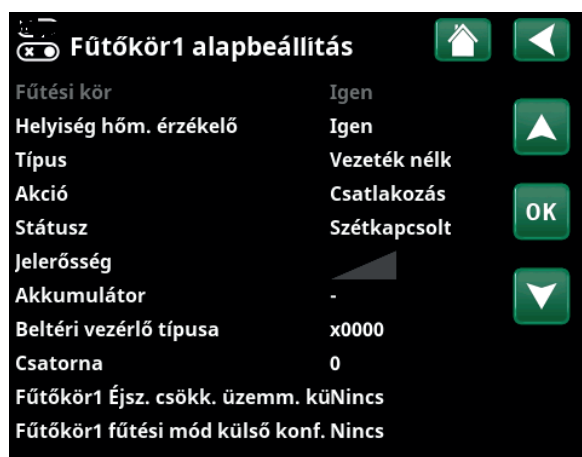 Fűtőkör1 alapbeállítás
Fűtési kör Igen
Helyiség hőm. érzékelő Igen
Típus Vezeték nélk
Akció Csatlakozás
Státusz Szétkapcsolt
OK
Jelerősség
Akkumulátor -
Beltéri vezérlő típusa x0000
Csatorna 0
Fűtőkör1 Éjsz. csökk. üzemm. küNincs
Fűtőkör1 fűtési mód külső konf. Nincs